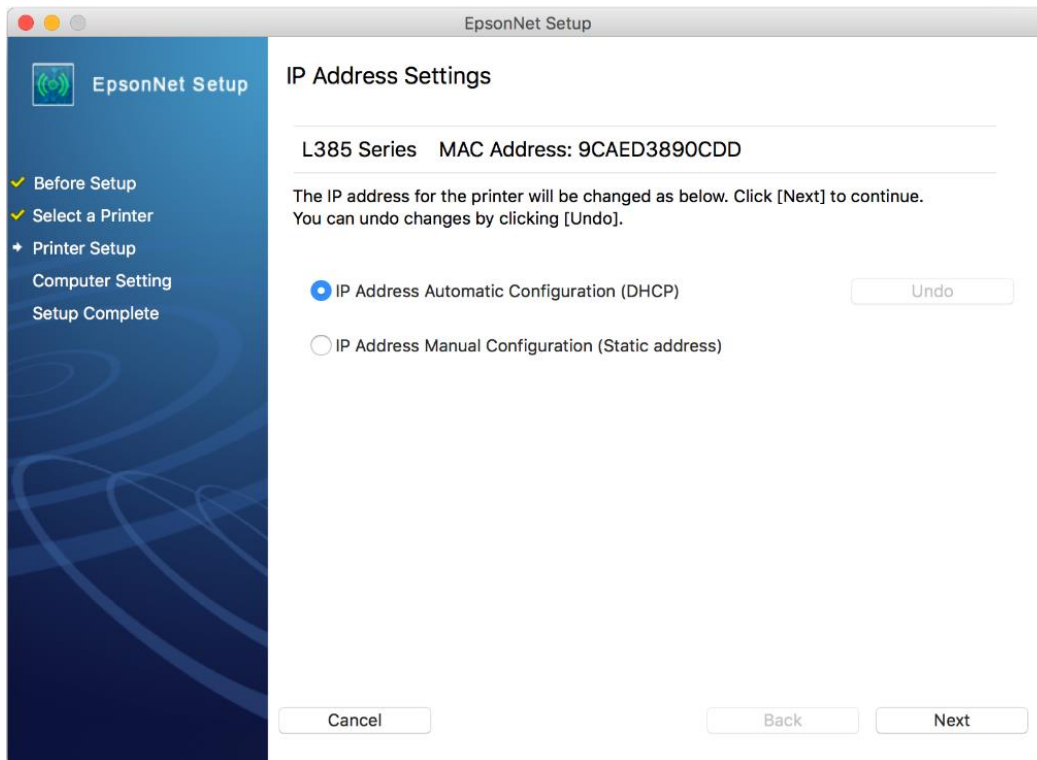 EpsonNet Setup
EpsonNet Setup
Before Setup
Select a Printer
Printer Setup
Computer Setting
Setup Complete
IP Address Settings
L385 Series MAC Address: 9CAED3890CDD
The IP address for the printer will be changed as below. Click [Next] to continue.
You can undo changes by clicking [Undo].
IP Address Automatic Configuration (DHCP)
Undo
IP Address Manual Configuration (Static address)
Cancel
Back
Next